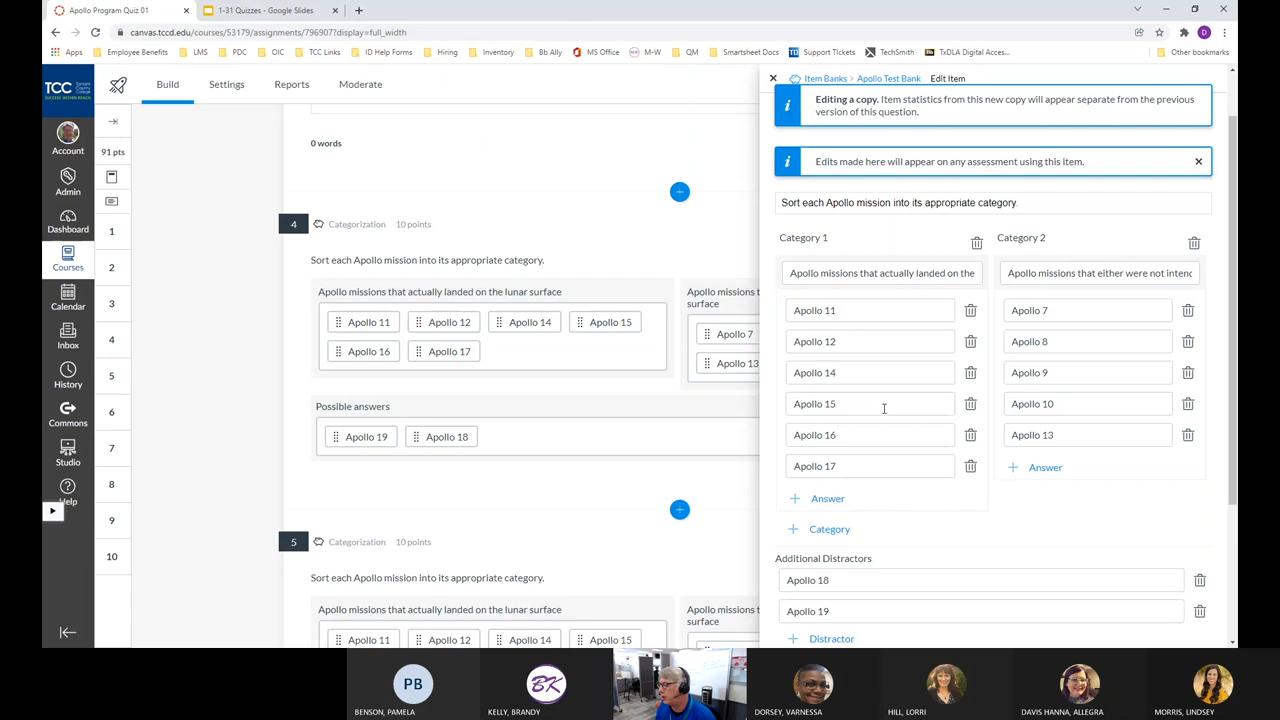 Apollo Program Quiz 01
1-31 Quizzes - Google Slides
canvas.tccd.edu/courses/53179/assignments/796907?display=full_width
Apps
Employee Benefits
LMS
PDC
OIC
TCC Links
ID Help Forms
Hiring
Inventory
Bb Ally
MS Office
M-W
QM
Smartsheet Docs
Support TIckets
TechSmith
TxDLA Digital Acces...
Other bookmarks
TCC
Account
Admin
Dashboard
Courses
Calendar
Inbox
History
Commons
Studio
Help
Build
Settings
Reports
Moderate
91 pts
1
2
3
4
5
6
7
8
9
10
0 words
4
Categorization
10 points
Sort each Apollo mission into its appropriate category.
Apollo missions that actually landed on the lunar surface
Apollo 11
Apollo 12
Apollo 14
Apollo 15
Apollo 16
Apollo 17
Apollo missions t
surface
Apollo 7
Apollo 13
Possible answers
Apollo 19
Apollo 18
5
Categorization
10 points
Sort each Apollo mission into its appropriate category.
Apollo missions that actually landed on the lunar surface
Apollo 11
Apollo 12
Apollo 14
Apollo 15
Apollo missions t
surface
Item Banks > Apollo Test Bank
Edit Item
Editing a copy. Item statistics from this new copy will appear separate from the previous
version of this question.
Edits made here will appear on any assessment using this item.
Sort each Apollo mission into its appropriate category.
Category 1
Apollo missions that actually landed on the
Apollo 11
Apollo 12
Apollo 14
Apollo 15
Apollo 16
Apollo 17
+ Answer
Category 2
Apollo missions that either were not intenc
Apollo 7
Apollo 8
Apollo 9
Apollo 10
Apollo 13
+ Answer
+ Category
Additional Distractors
Apollo 18
Apollo 19
+ Distractor
PB
BENSON, PAMELA
BK
KELLY, BRANDY
DORSEY, VARNESSA
HILL, LORRI
DAVIS HANNA, ALLEGRA
MORRIS, LINDSEY